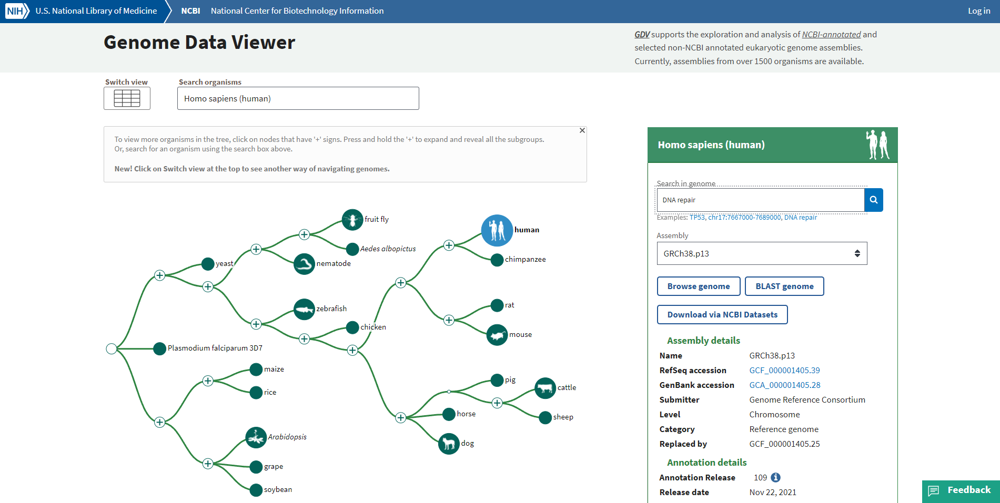 NIH U.S. National Library of Medicine NCBI National Center for Biotechnology Information Log in
Genome Data Viewer
GDV supports the exploration and analysis of NCBI-annotated and
selected non-NCBI annotated eukaryotic genome assemblies.
Currently, assemblies from over 1500 organisms are available.
Switch view
Search organisms
Homo sapiens (human)
To view more organisms in the tree, click on nodes that have '+' signs. Press and hold the '+' to expand and reveal all the subgroups.
Or, search for an organism using the search box above.
New! Click on Switch view at the top to see another way of navigating genomes.
fruit fly
Aedes albopictus
yeast
nematode
human
chimpanzee
zebrafish
chicken
rat
mouse
Plasmodium falciparum 3D7
maize
rice
pig
cattle
horse
sheep
dog
Arabidopsis
grape
soybean
Homo sapiens (human)
Search in genome
DNA repair
Examples: TP53, chr17:7667000-7689000, DNA repair
Assembly
GRCh38.p13
Browse genome BLAST genome
Download via NCBI Datasets
Assembly details
Name GRCh38.p13
RefSeq accession GCF_000001405.39
GenBank accession GCA_000001405.28
Submitter Genome Reference Consortium
Level Chromosome
Category Reference genome
Replaced by GCF_000001405.25
Annotation details
Annotation Release 109
Release date Nov 22, 2021
Feedback